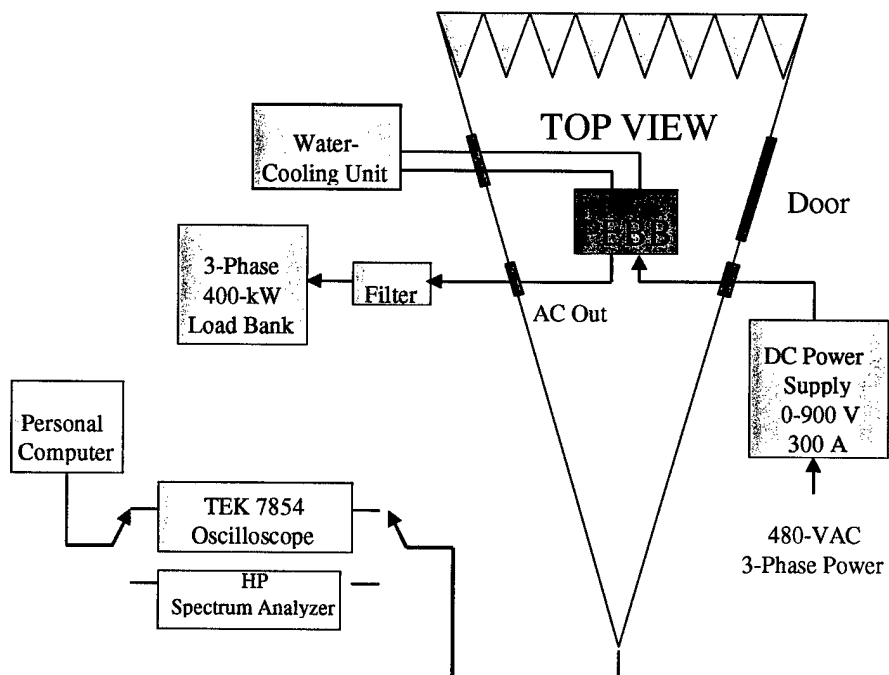 TOP VIEW
Water-
Cooling Unit
Door
3-Phase
400-kW
Load Bank
Filter
AC Out
DC Power
Supply
0-900 V
300 A
Personal
Computer
TEK 7854
Oscilloscope
480-VAC
3-Phase Power
HP
Spectrum Analyzer